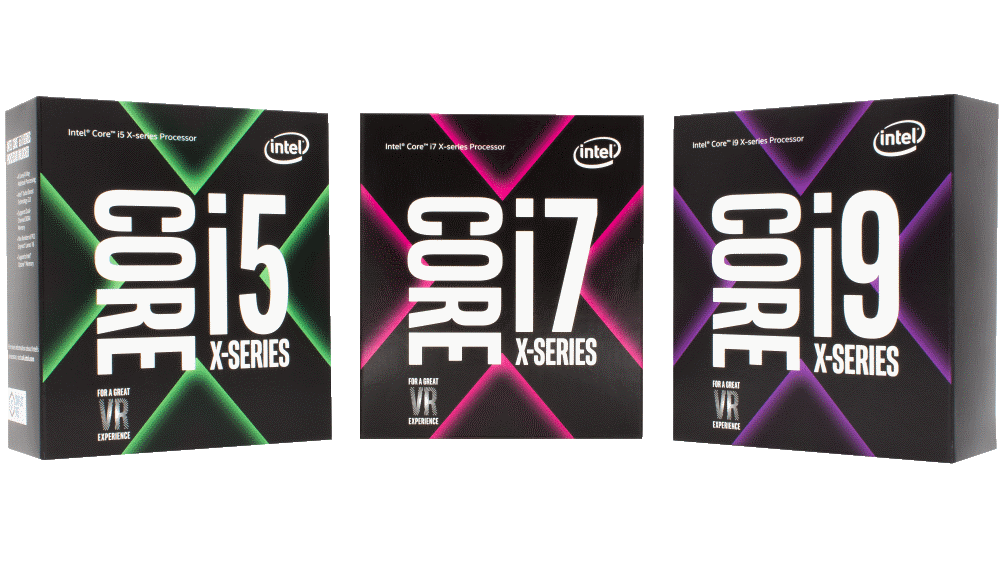 Intel® Core™ i5 X-series Processor
intel®
CORE i5
X-SERIES
FOR A GREAT
VR
EXPERIENCE
Intel® Core™ i7 X-series Processor
intel®
CORE i7
X-SERIES
FOR A GREAT
VR
EXPERIENCE
Intel® Core™ i9 X-series Processor
intel®
CORE i9
X-SERIES
FOR A GREAT
VR
EXPERIENCE